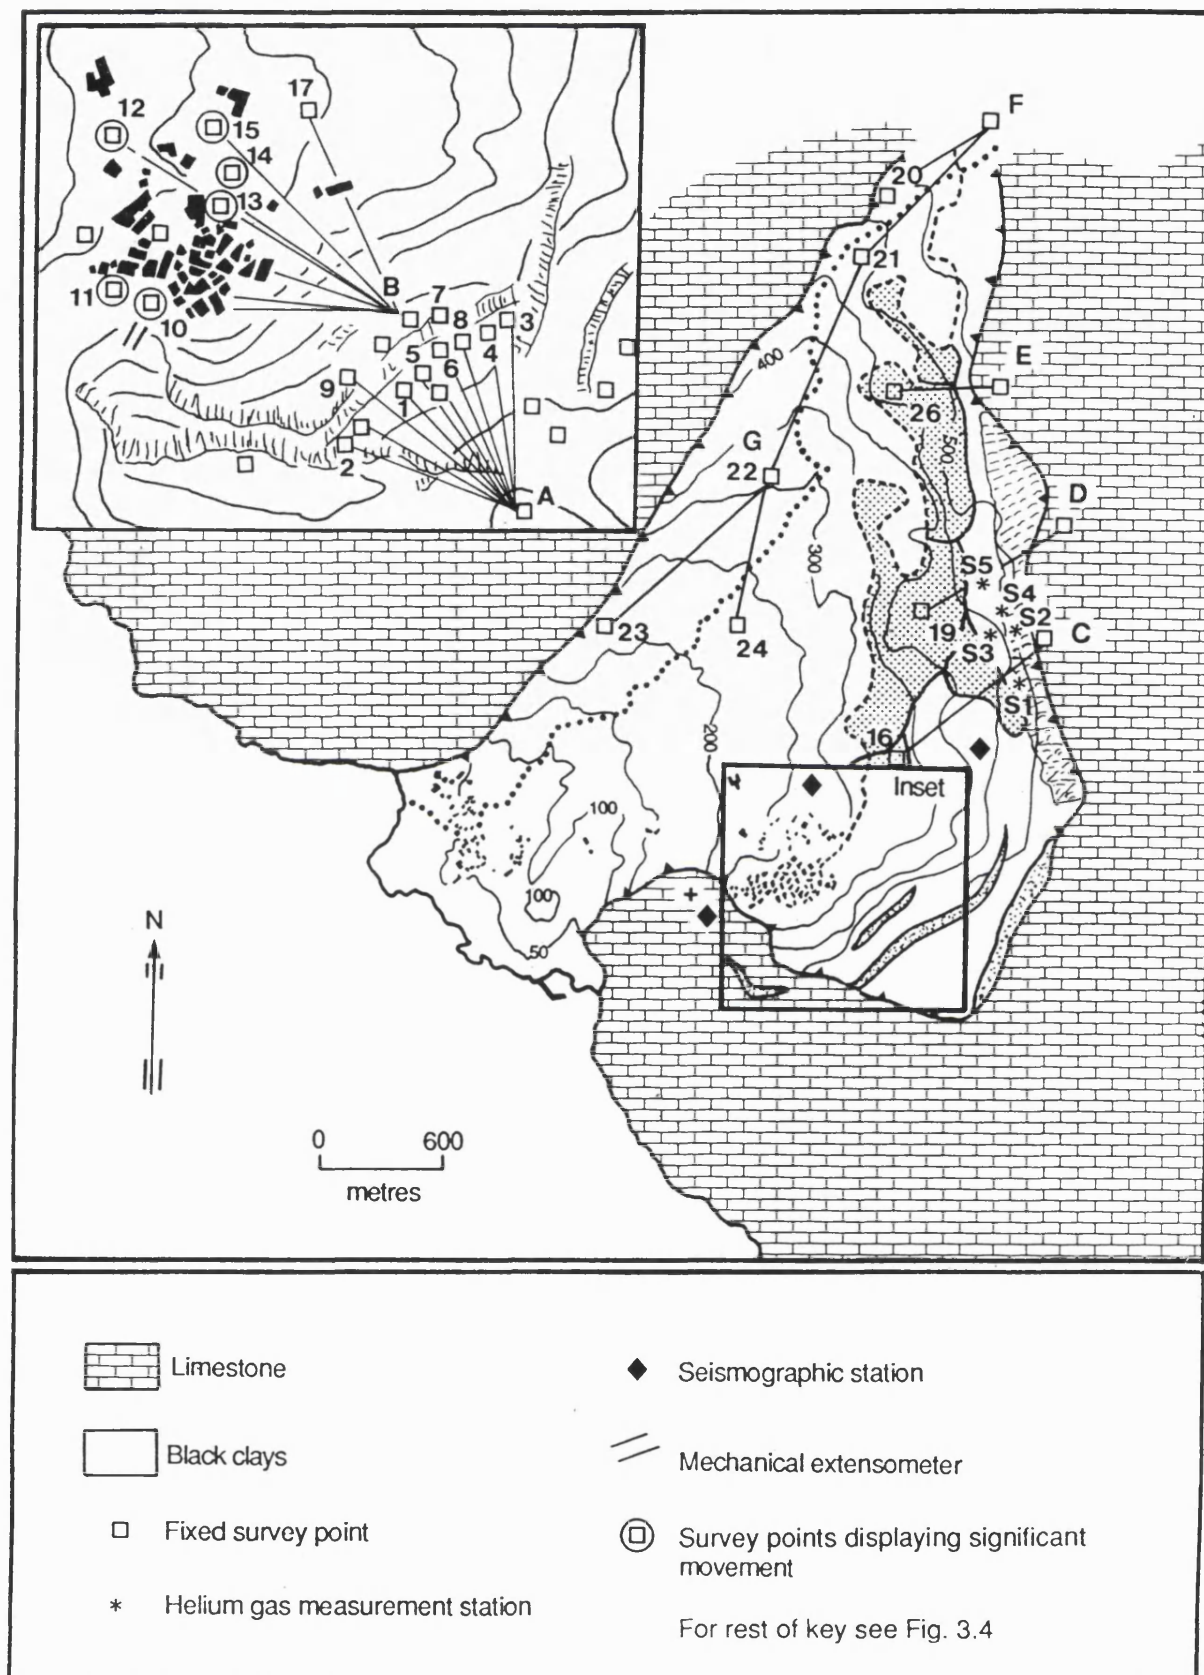 17
12
15
14
13
11
10
B
7
8
3
5
6
4
9
1
2
A
F
20
21
400
E
26
500
G
22
D
300
S5
S4
S2
23
24
19
S3
C
S1
200
16
Inset
100
100
50
N
0 600
metres
Limestone
Seismographic station
Black clays
Mechanical extensometer
Fixed survey point
Survey points displaying significant
movement
Helium gas measurement station
For rest of key see Fig. 3.4